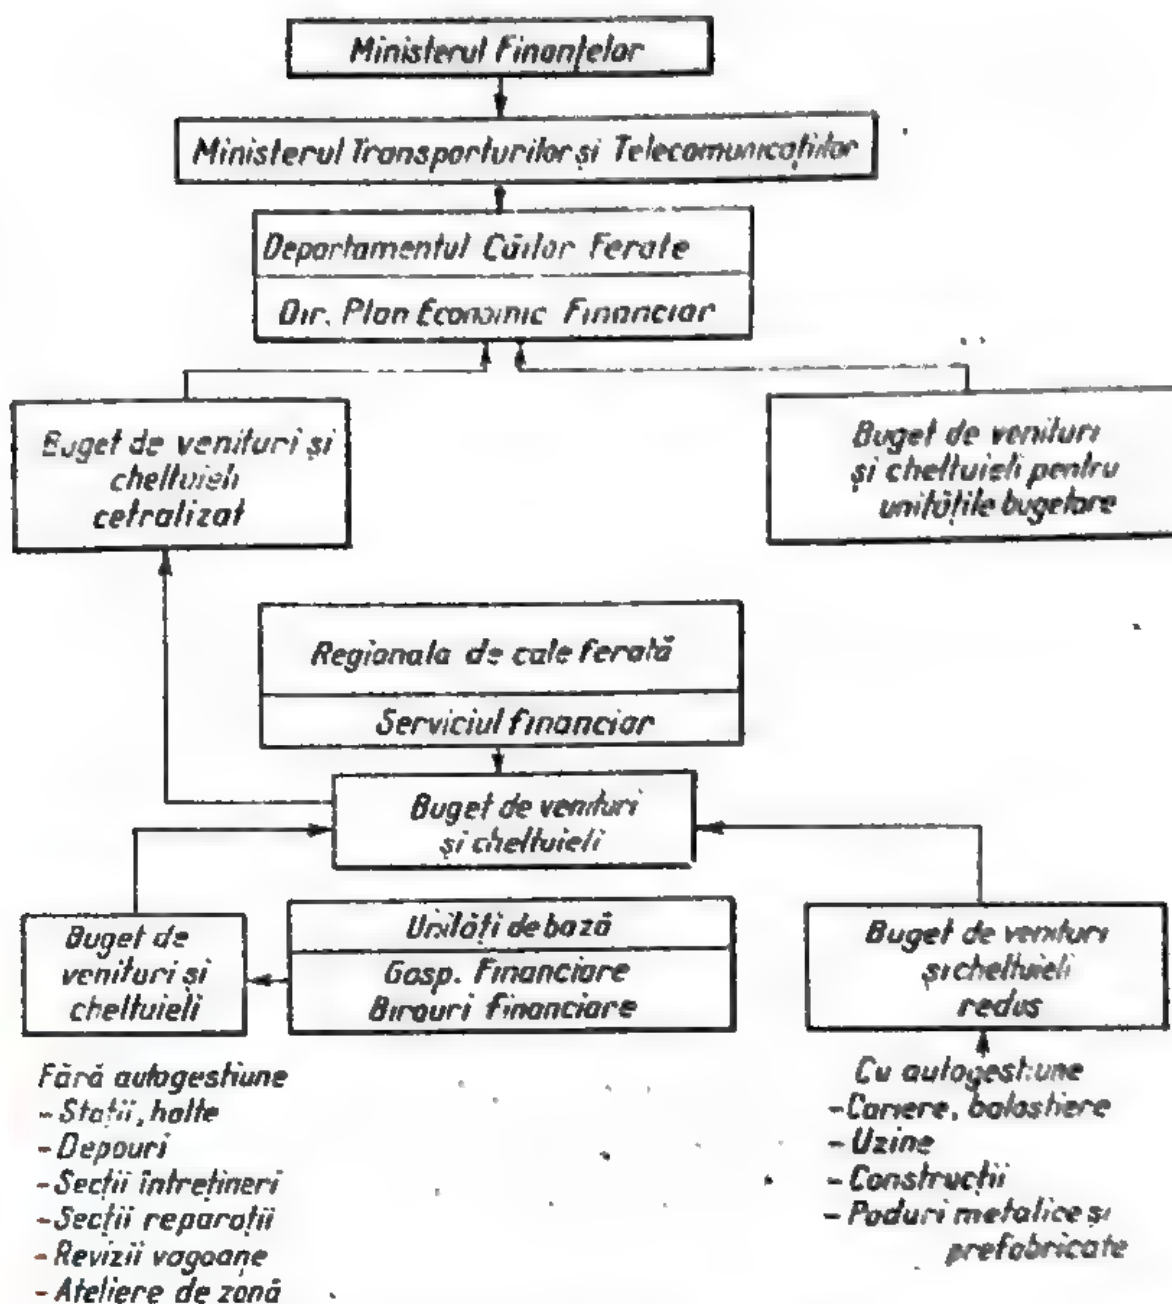 Ministerul Finanțelor
Ministerul Transporturilor și Telecomunicațiilor
Departamentul Căilor Ferate
Dir. Plan Economic Financiar
Buget de venituri și
cheltuieli
cetralizat
Buget de venituri
și cheltuieli pentru
unitățile bugetare
Regionala de cale ferată
Serviciul financiar
Buget de venituri
și cheltuieli
Buget de
venituri și
cheltuieli
Unități de bază
Gosp. Financiare
Birouri financiare
Buget de venituri
și cheltuieli
redus
Fără autogestiune
- Stații, halte
- Depouri
- Secții întrețineri
- Secții reparații
- Revizii vagoane
- Ateliere de zonă
Cu autogestiune
- Cariere, balastiere
- Uzine
- Construcții
- Poduri metalice și
prefabricate